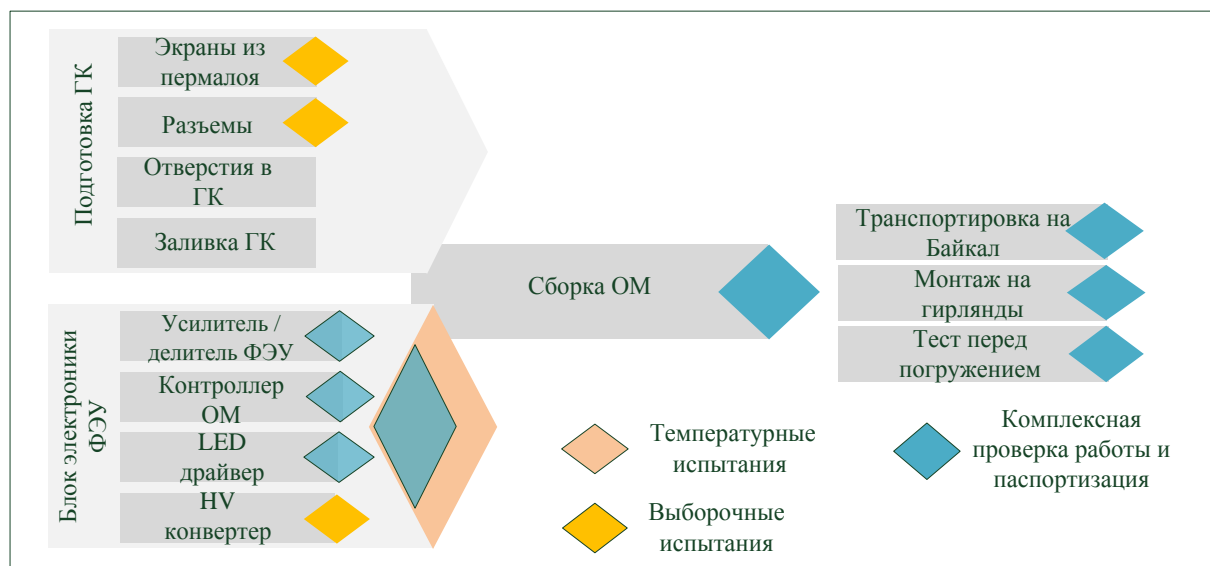 Подготовка ГК
Экраны из
пермалоя
Разъемы
Отверстия в
ГК
Заливка ГК
Блок электроники
ФЭУ
Усилитель /
делитель ФЭУ
Контроллер
ОМ
LED
драйвер
HV
конвертер
Сборка ОМ
Транспортировка на
Байкал
Монтаж на
гирлянды
Тест перед
погружением
Температурные
испытания
Выборочные
испытания
Комплексная
проверка работы и
паспортизация